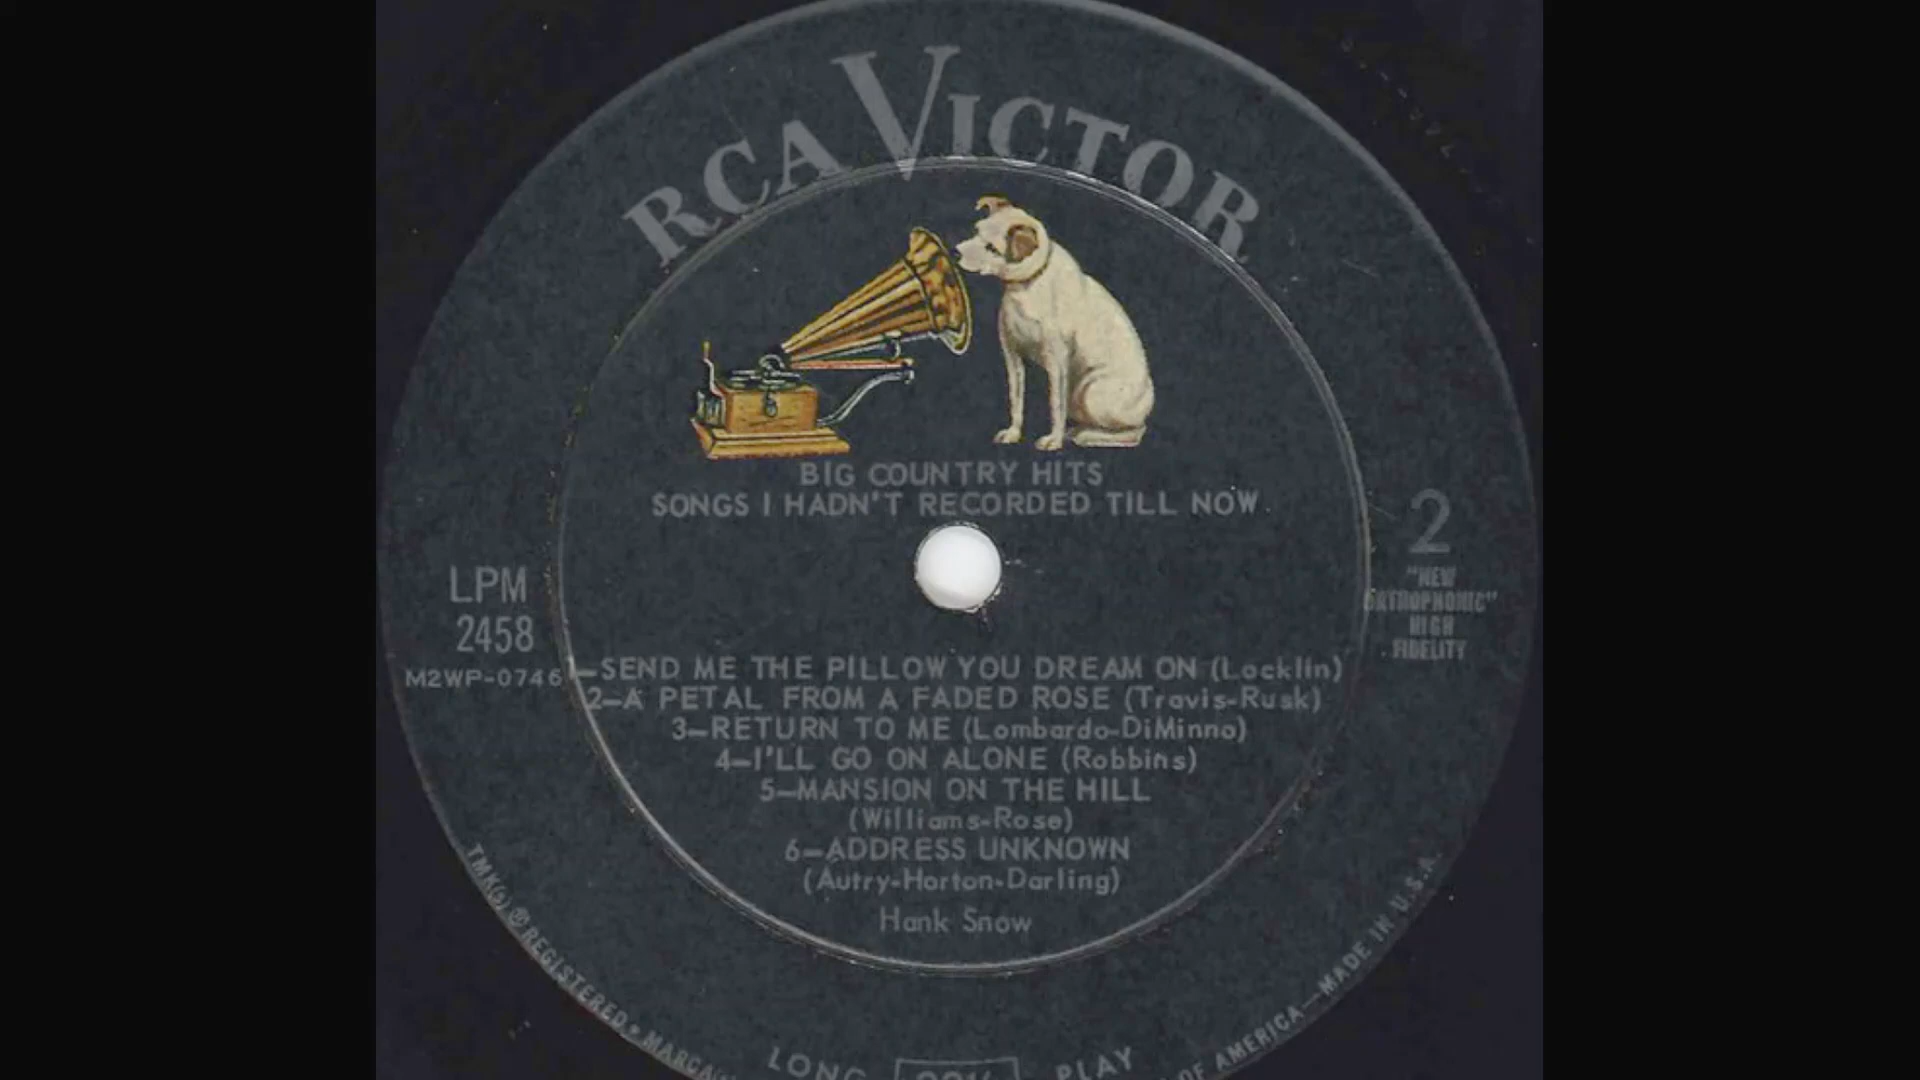 RCA VICTOR
BIG COUNTRY HITS
SONGS I HADN'T RECORDED TILL NOW
2
"NEW
ORTHOPHONIC"
HIGH
FIDELITY
LPM
2458
M2WP-0746
1-SEND ME THE PILLOW YOU DREAM ON (Locklin)
2-A PETAL FROM A FADED ROSE (Travis-Rusk)
3-RETURN TO ME (Lombardo-DiMinno)
4-I'LL GO ON ALONE (Robbins)
5-MANSION ON THE HILL
(Williams-Rose)
6-ADDRESS UNKNOWN
(Autry-Horton-Darling)
Hank Snow
TMK(s) ® REGISTERED •
OF AMERICA—MADE IN U.S.A.
LONG PLAY